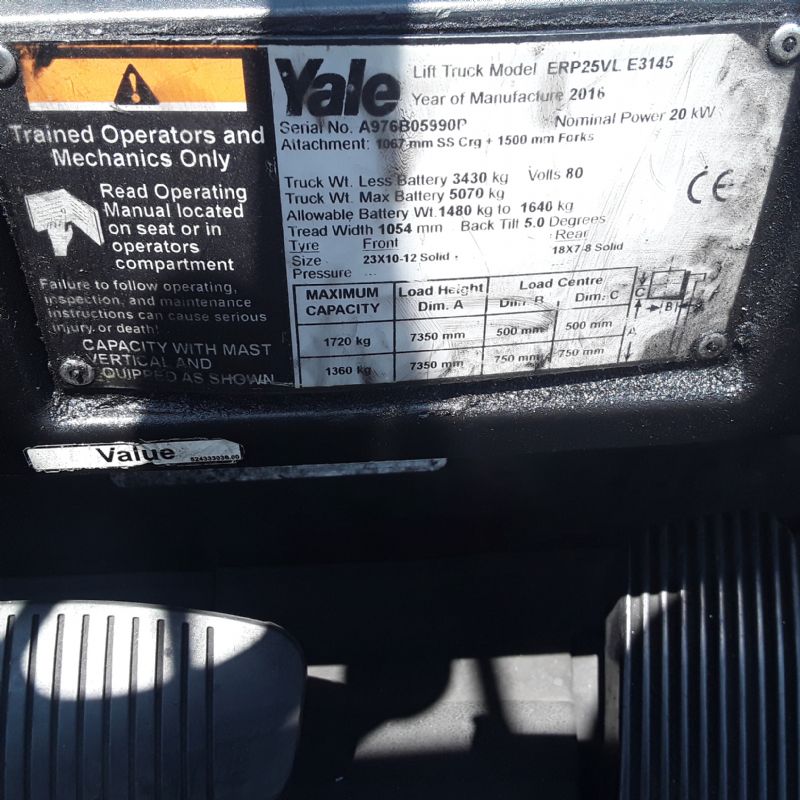 Trained Operators and
Mechanics Only
Read Operating
Manual located
on seat or in
operators
compartment
Failure to follow operating,
inspection, and maintenance
instructions can cause serious
injury or death!
CAPACITY WITH MAST
VERTICAL AND
EQUIPPED AS SHOWN
Yale Lift Truck Model ERP25VL E3145
Year of Manufacture 2016
Serial No. A976B05990P Nominal Power 20 kW
Attachment: 1067 mm SS Crg + 1500 mm Forks
Truck Wt. Less Battery 3430 kg Volts 80
Truck Wt. Max Battery 5070 kg
Allowable Battery Wt. 1480 kg to 1640 kg
Tread Width 1054 mm Back Tilt 5.0 Degrees
Tyre Front Rear
Size 23X10-12 Solid 18X7-8 Solid
Pressure
CE
MAXIMUM CAPACITY Load Height Dim. A Load Centre Dim. B Dim. C
1720 kg 7350 mm 500 mm 500 mm
1360 kg 7350 mm 750 mm 750 mm
C
B
A
Value 524333038.00